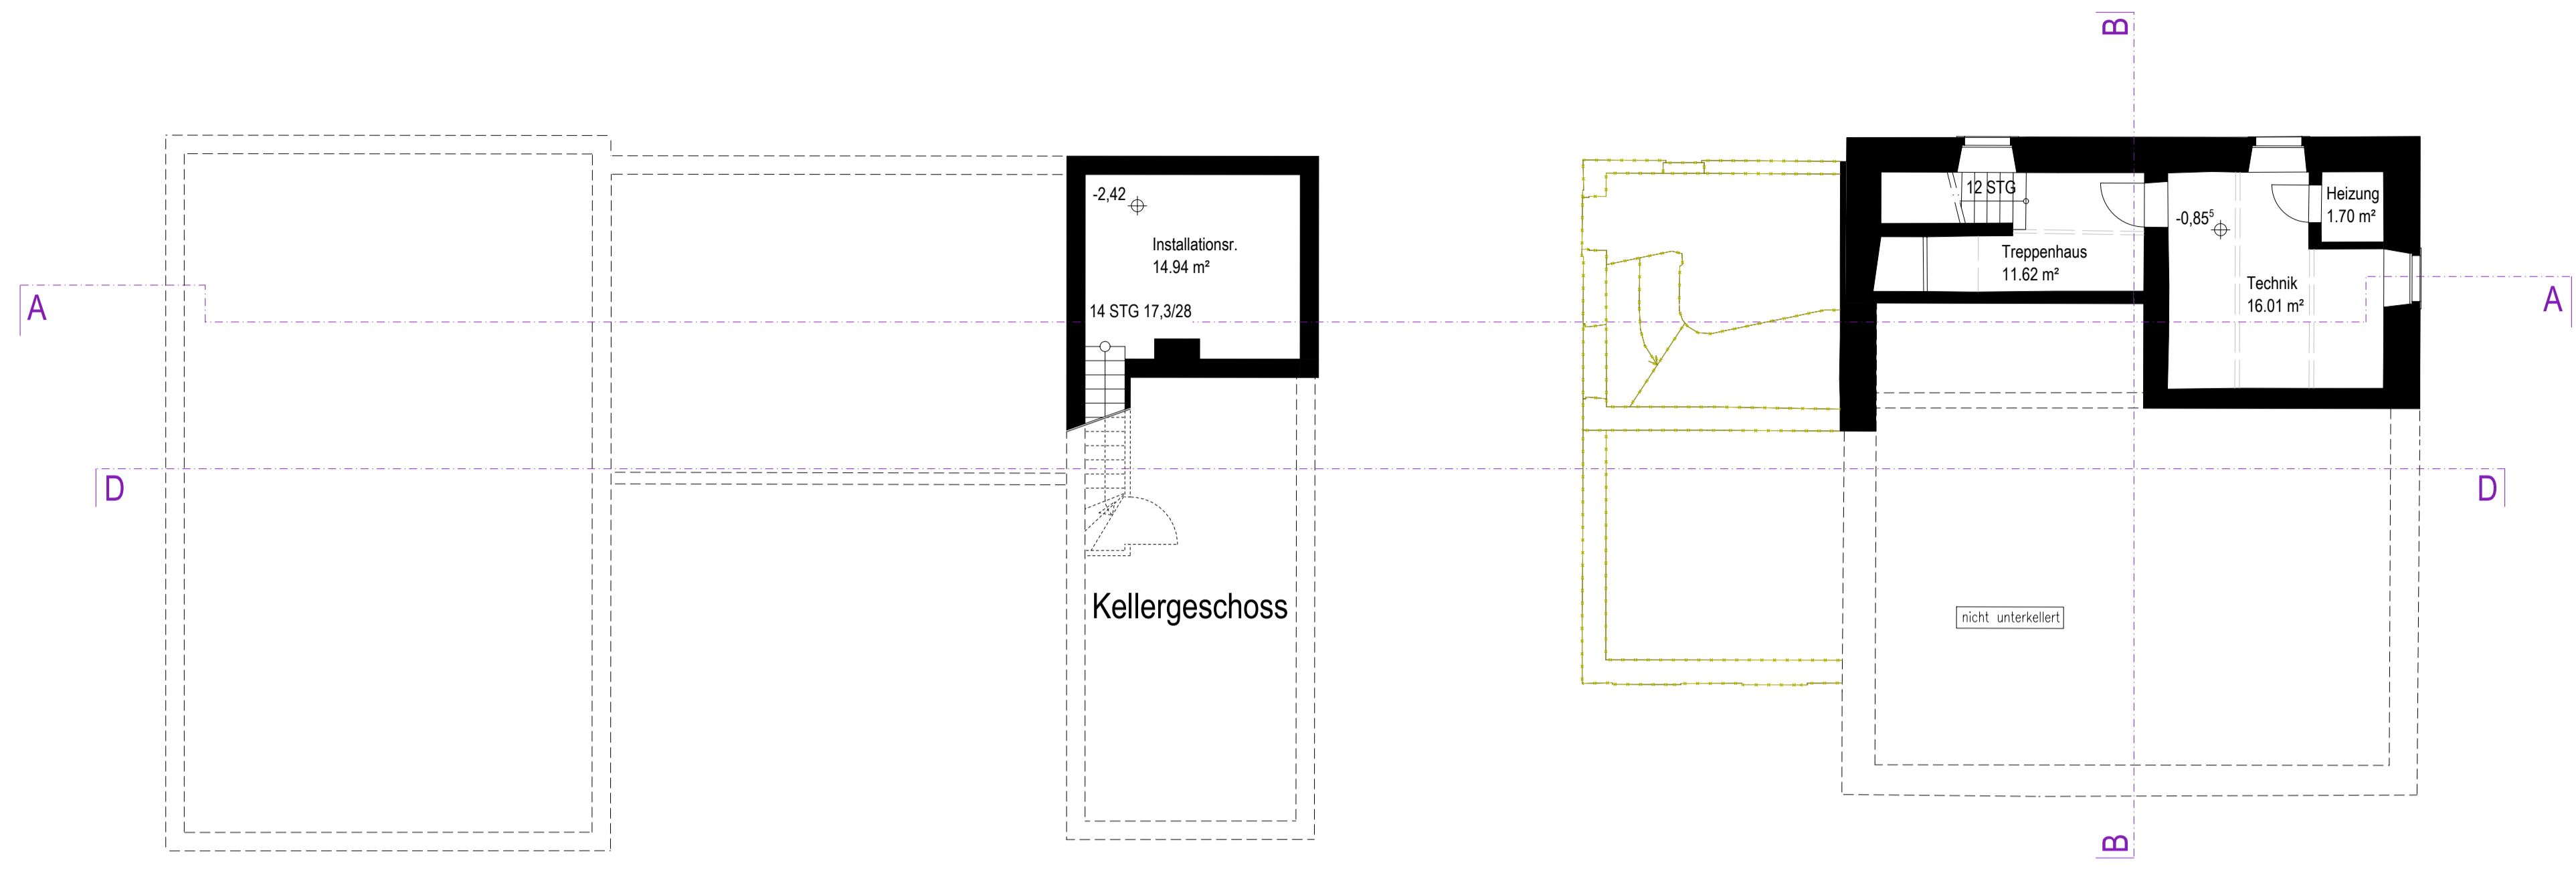 B
-2,42
Installationsr.
14.94 m²
14 STG 17,3/28
12 STG
Treppenhaus
11.62 m²
-0,85⁵
Heizung
1.70 m²
Technik
16.01 m²
A
A
D
D
Kellergeschoss
nicht unterkellert
B